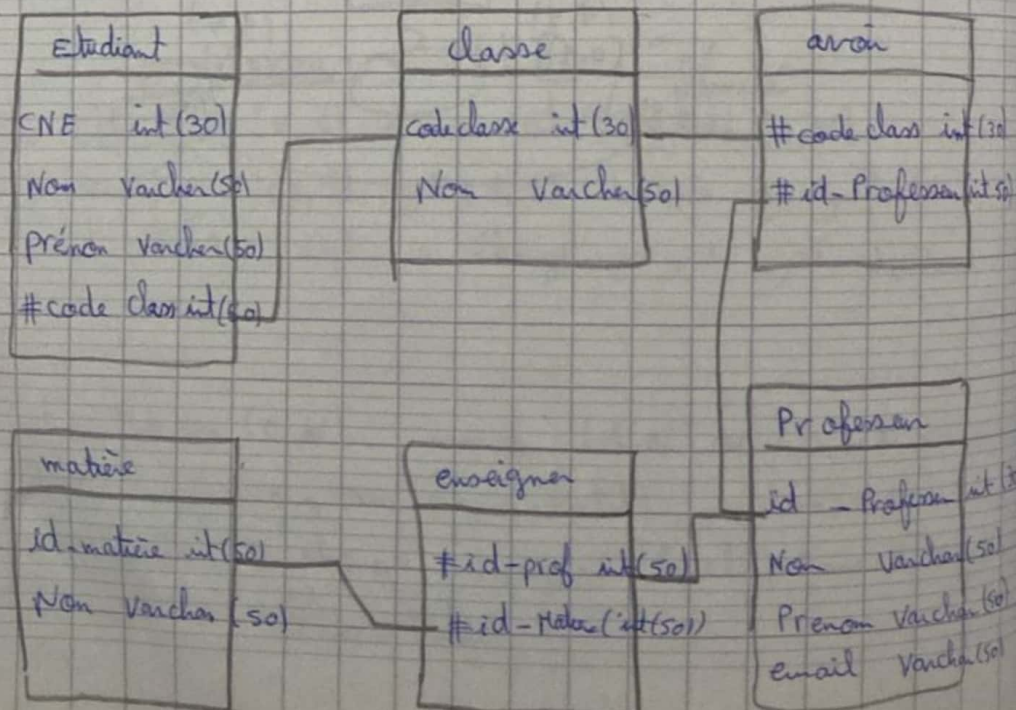 Etudiant
CNE int (30)
Nom Varchar(50)
prénom Varchar(50)
#code class int(50)
classe
codeclasse int (30)
Nom Varchar(50)
avoir
#code class int(30
#id-Professeur(int 50)
matière
id-matière int(50)
Nom Varchar (50)
enseigner
#id-prof int(50)
#id-Matier(int(50))
Professeur
id - Professeur int
Nom Varchar(50)
Prenom Varchar(50)
email Varchar(50)